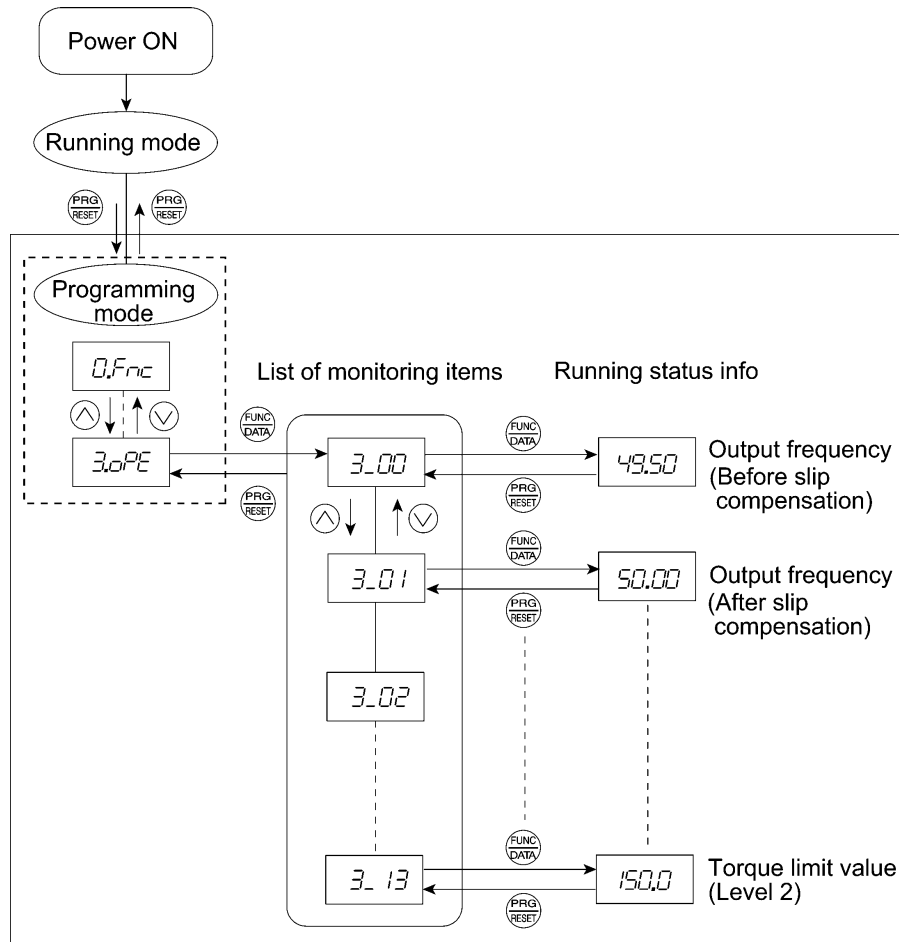 Power ON
Running mode
PRG
RESET
PRG
RESET
Programming
mode
0.Fnc
3.oPE
List of monitoring items
Running status info
FUNC
DATA
PRG
RESET
3_00
FUNC
DATA
PRG
RESET
49.50
Output frequency
(Before slip
compensation)
3_01
FUNC
DATA
PRG
RESET
50.00
Output frequency
(After slip
compensation)
3_02
3_13
FUNC
DATA
PRG
RESET
150.0
Torque limit value
(Level 2)